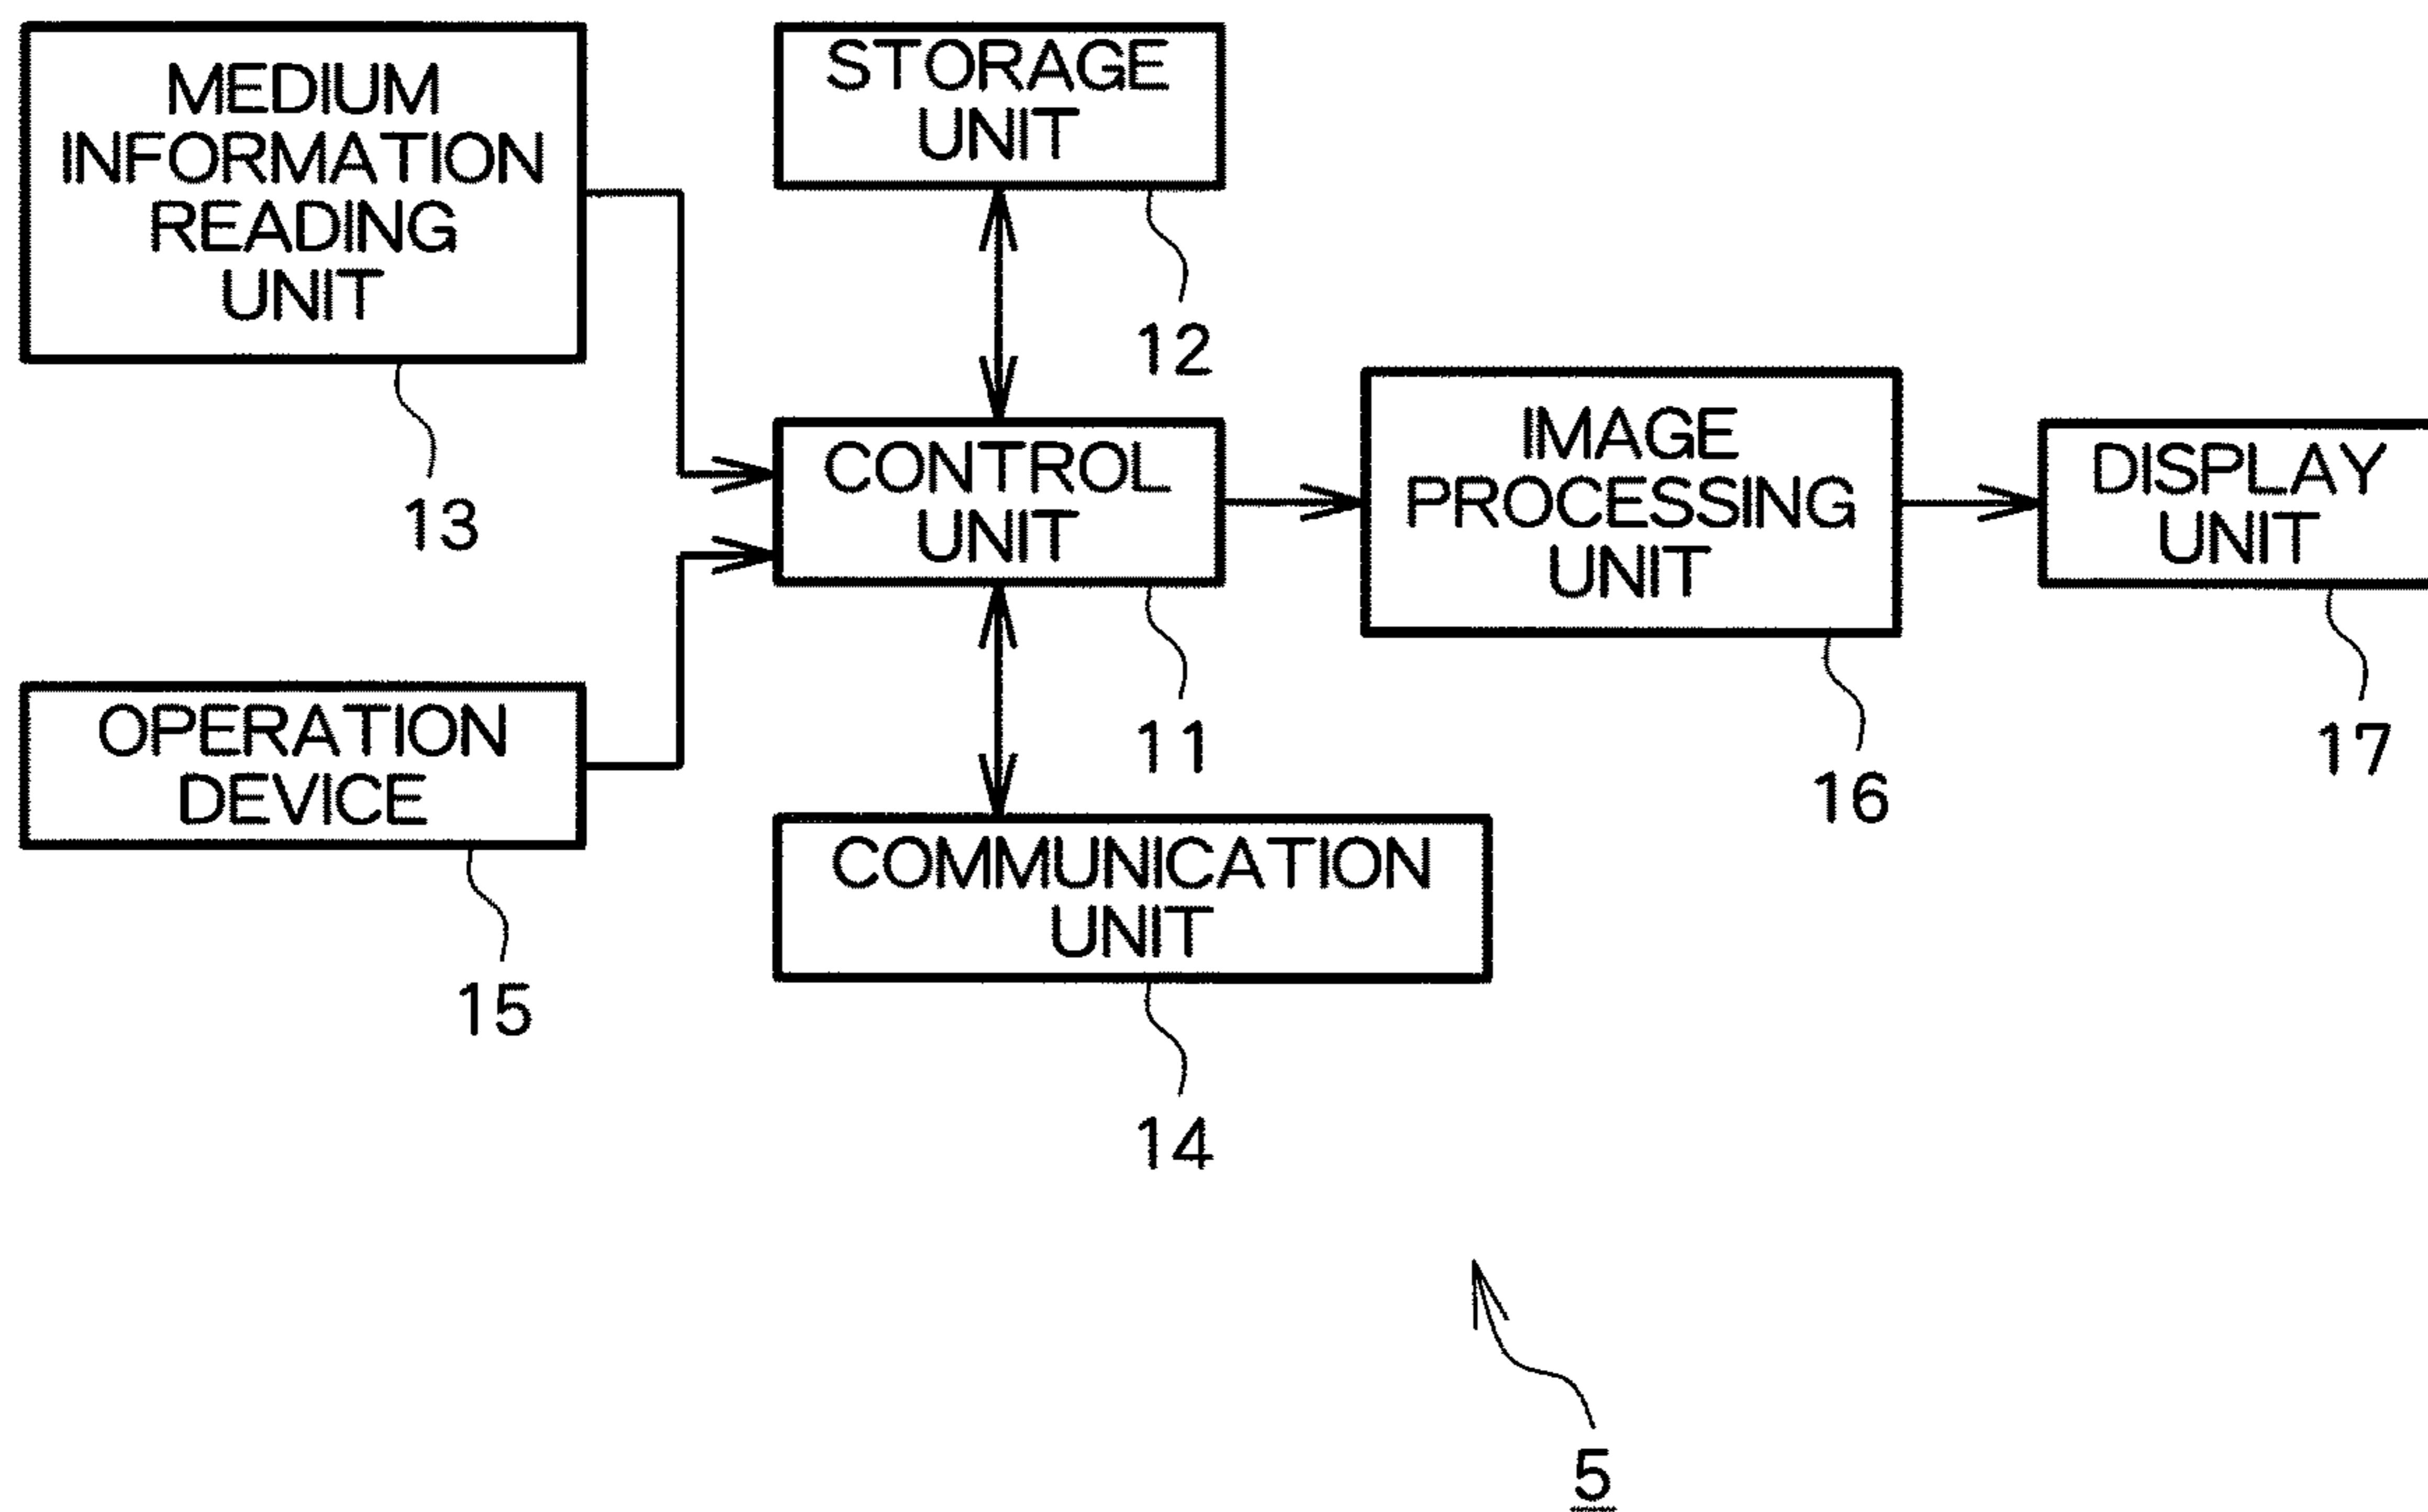 MEDIUM
INFORMATION
READING
UNIT
13
STORAGE
UNIT
12
CONTROL
UNIT
11
IMAGE
PROCESSING
UNIT
16
DISPLAY
UNIT
17
OPERATION
DEVICE
15
COMMUNICATION
UNIT
14
5